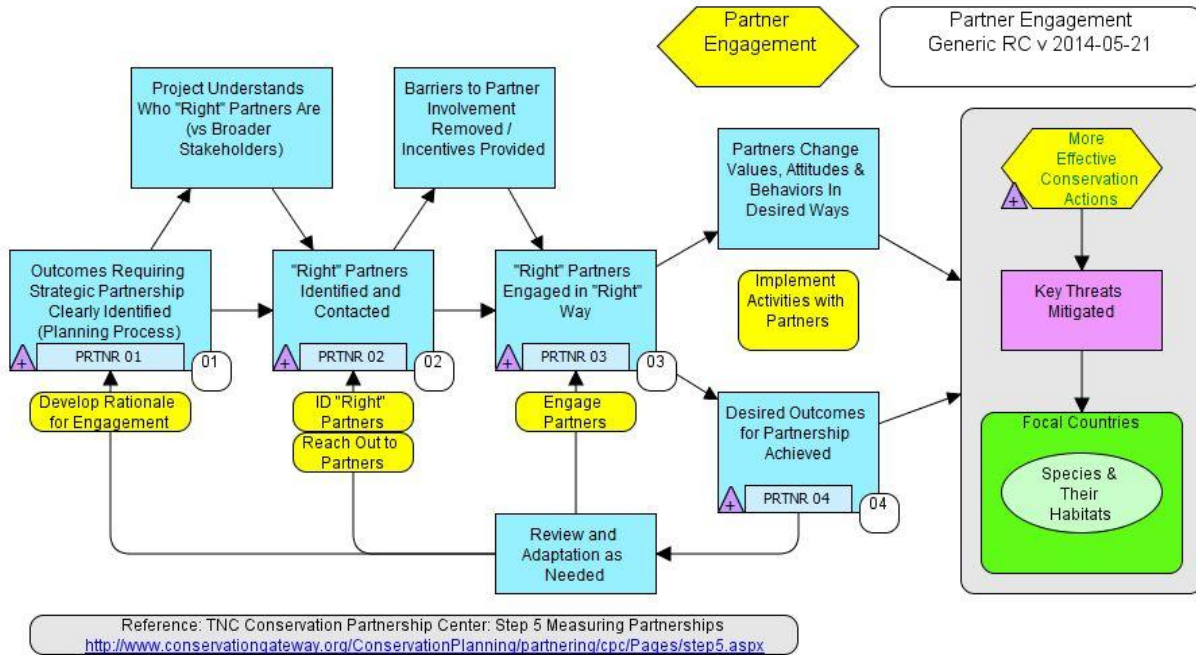 Partner
Engagement
Partner Engagement
Generic RC v 2014-05-21
Project Understands
Who "Right" Partners Are
(vs Broader
Stakeholders)
Barriers to Partner
Involvement
Removed /
Incentives Provided
Partners Change
Values, Attitudes &
Behaviors In
Desired Ways
More
Effective
Conservation
Actions
+
Outcomes Requiring
Strategic Partnership
Clearly Identified
(Planning Process)
+
PRTNR 01
01
"Right" Partners
Identified and
Contacted
+
PRTNR 02
02
"Right" Partners
Engaged in "Right"
Way
+
PRTNR 03
03
Implement
Activities with
Partners
Key Threats
Mitigated
Develop Rationale
for Engagement
ID "Right"
Partners
Reach Out to
Partners
Engage
Partners
Desired Outcomes
for Partnership
Achieved
+
PRTNR 04
04
Focal Countries
Species &
Their
Habitats
Review and
Adaptation as
Needed
Reference: TNC Conservation Partnership Center: Step 5 Measuring Partnerships
http://www.conservationgateway.org/ConservationPlanning/partnering/cpc/Pages/step5.aspx